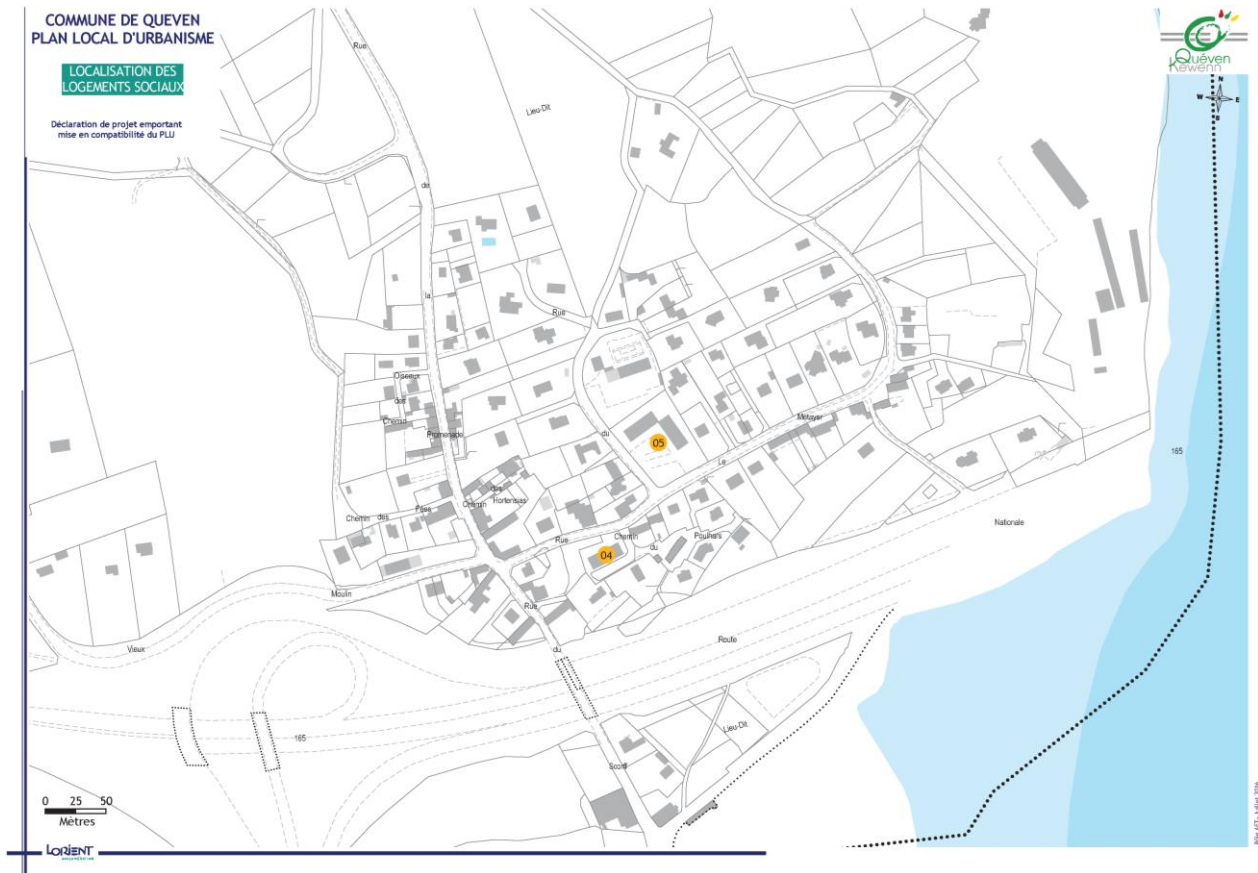 COMMUNE DE QUEVEN
PLAN LOCAL D'URBANISME
LOCALISATION DES
LOGEMENTS SOCIAUX
Déclaration de projet emportant
mise en compatibilité du PLU
Quéven
Kewenn
N
W
E
S
Rue
Lieu-Dit
de
la
Rue
Oiseaux
des
Chemin
Promenade
du
05
Metayer
Le
165
des
Hortensias
Chemin
Fées
des
Chemin
Rue
Chemin
du
Poulhars
Nationale
04
Moulin
Rue
Vieux
du
Route
Lieu-Dit
165
Scorff
0 25 50
Mètres
LORIENT